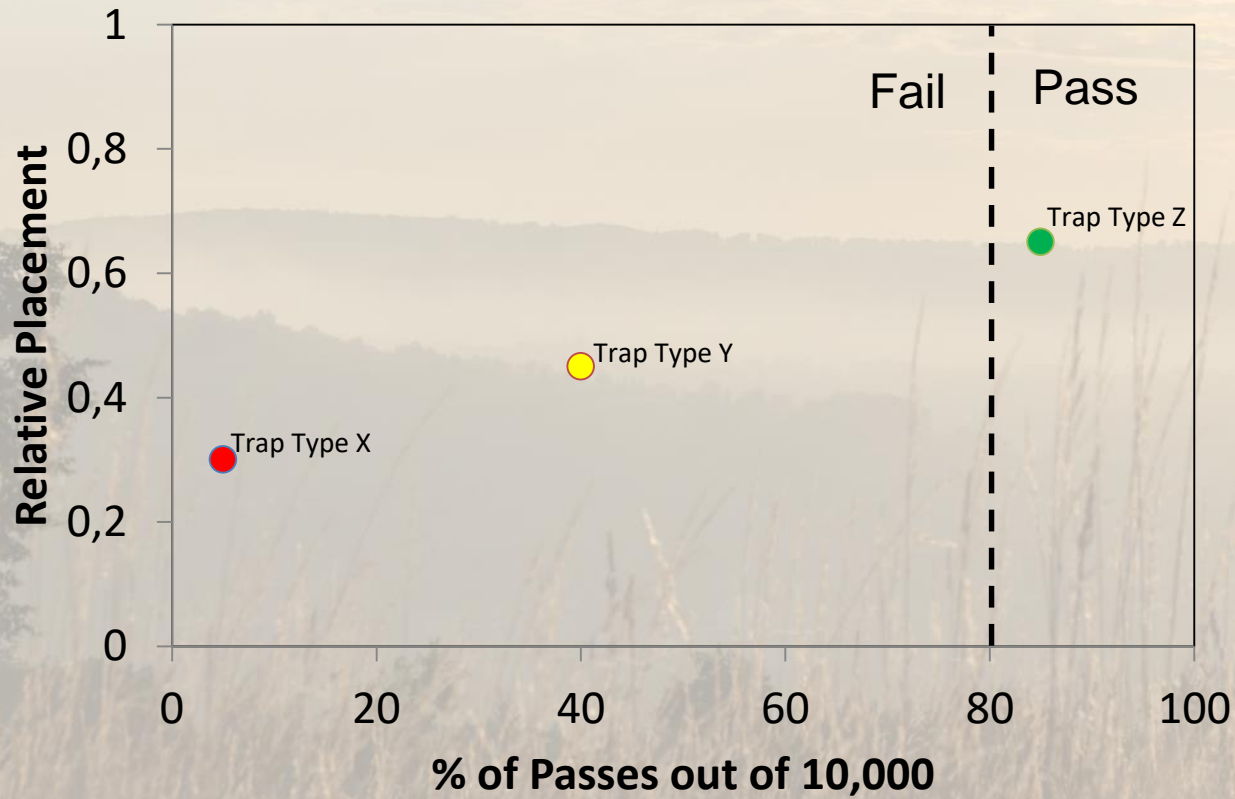 1
0,8
0,6
0,4
0,2
0
Relative Placement
Fail
Pass
Trap Type Z
Trap Type Y
Trap Type X
0 20 40 60 80 100
% of Passes out of 10,000